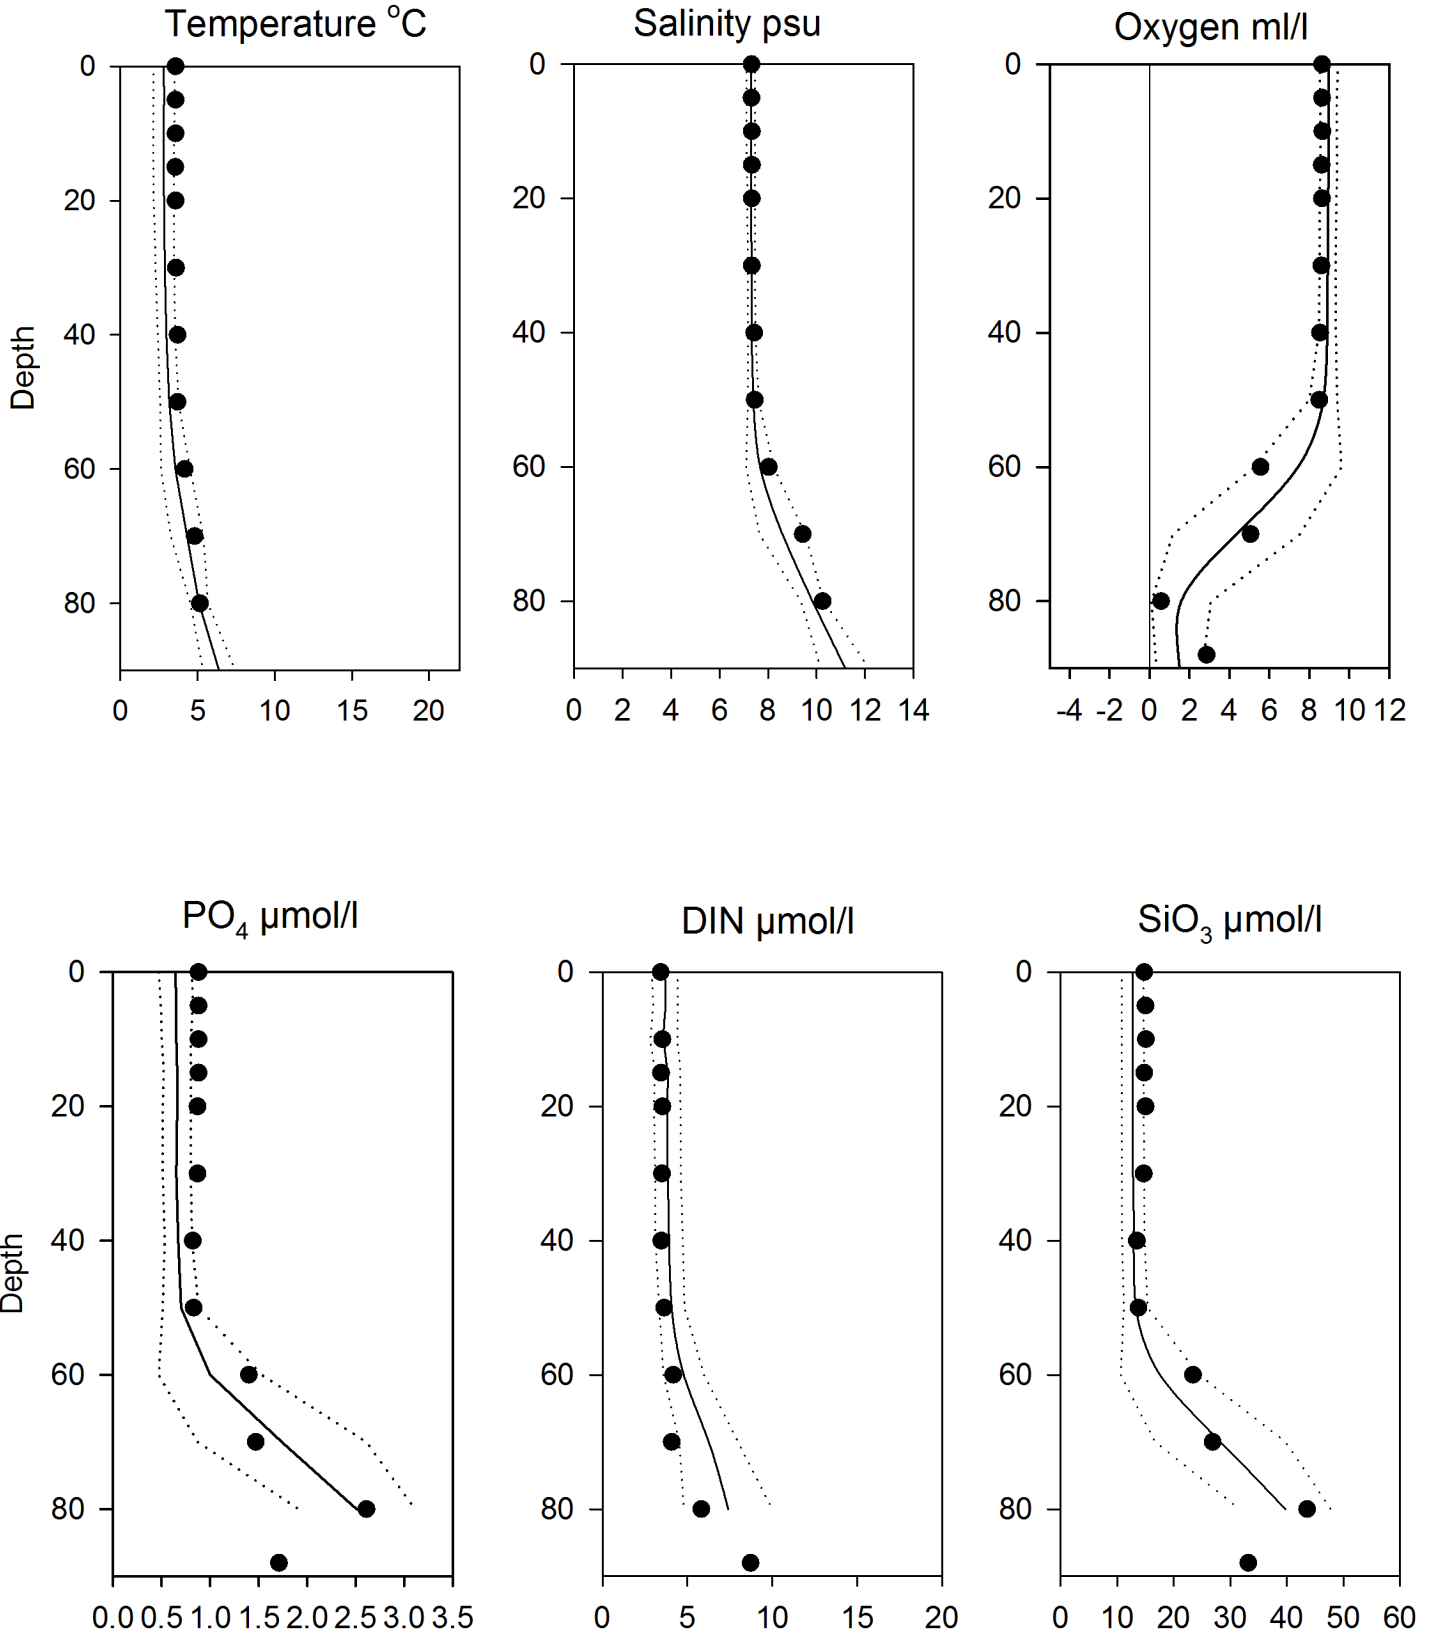 Temperature °C Salinity psu Oxygen ml/l
0 0 0
20 20 20
40 40 40
Depth
60 60 60
80 80 80
0 5 10 15 20 0 2 4 6 8 10 12 14 -4 -2 0 2 4 6 8 10 12
PO4 µmol/l DIN µmol/l SiO3 µmol/l
0 0 0
20 20 20
40 40 40
Depth
60 60 60
80 80 80
0.0 0.5 1.0 1.5 2.0 2.5 3.0 3.5 0 5 10 15 20 0 10 20 30 40 50 60